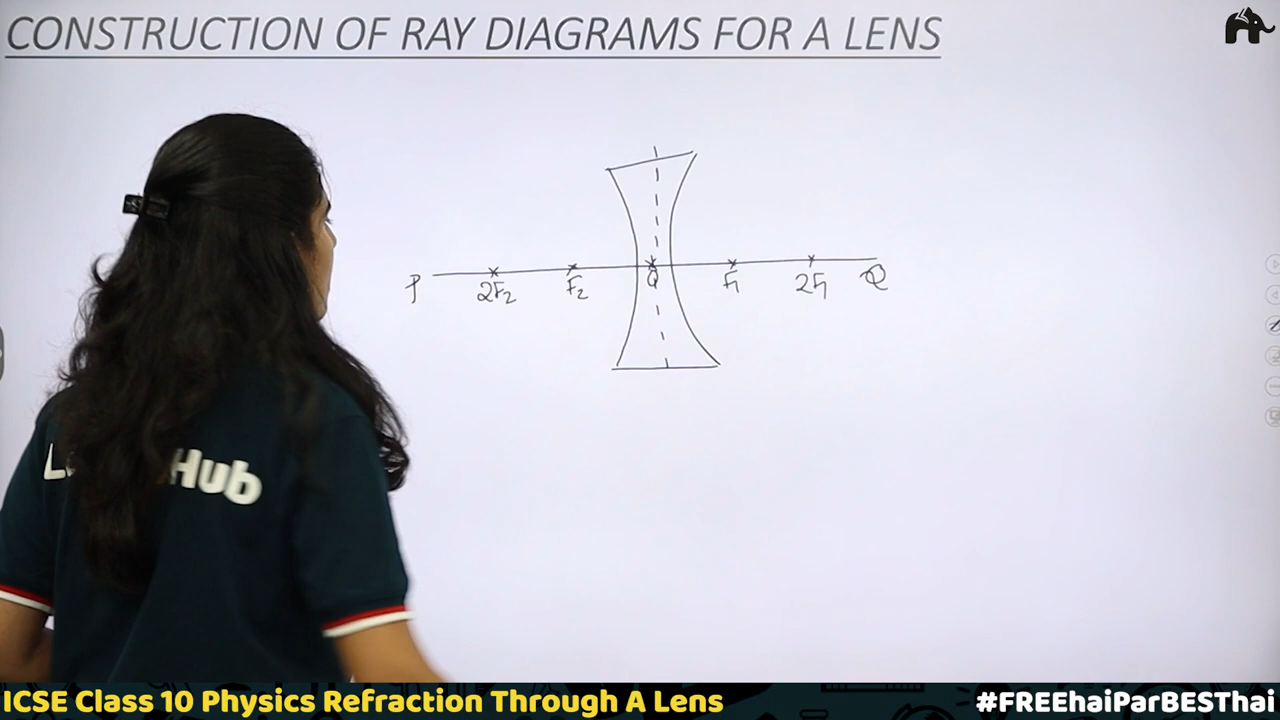 CONSTRUCTION OF RAY DIAGRAMS FOR A LENS
P 2F₂ F₂ O F₁ 2F₁ Q
Hub
ICSE Class 10 Physics Refraction Through A Lens
#FREEhaiParBESThai